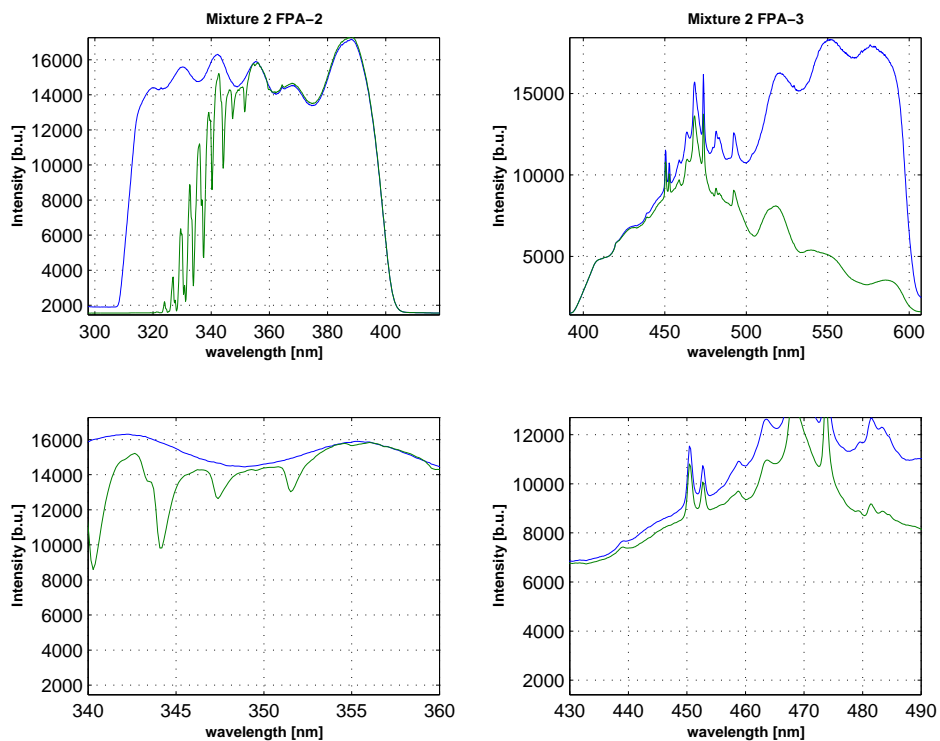 Mixture 2 FPA−2
Intensity [b.u.]
16000
14000
12000
10000
8000
6000
4000
2000
300 320 340 360 380 400
wavelength [nm]
Mixture 2 FPA−3
Intensity [b.u.]
15000
10000
5000
400 450 500 550 600
wavelength [nm]
Intensity [b.u.]
16000
14000
12000
10000
8000
6000
4000
2000
340 345 350 355 360
wavelength [nm]
Intensity [b.u.]
12000
10000
8000
6000
4000
2000
430 440 450 460 470 480 490
wavelength [nm]